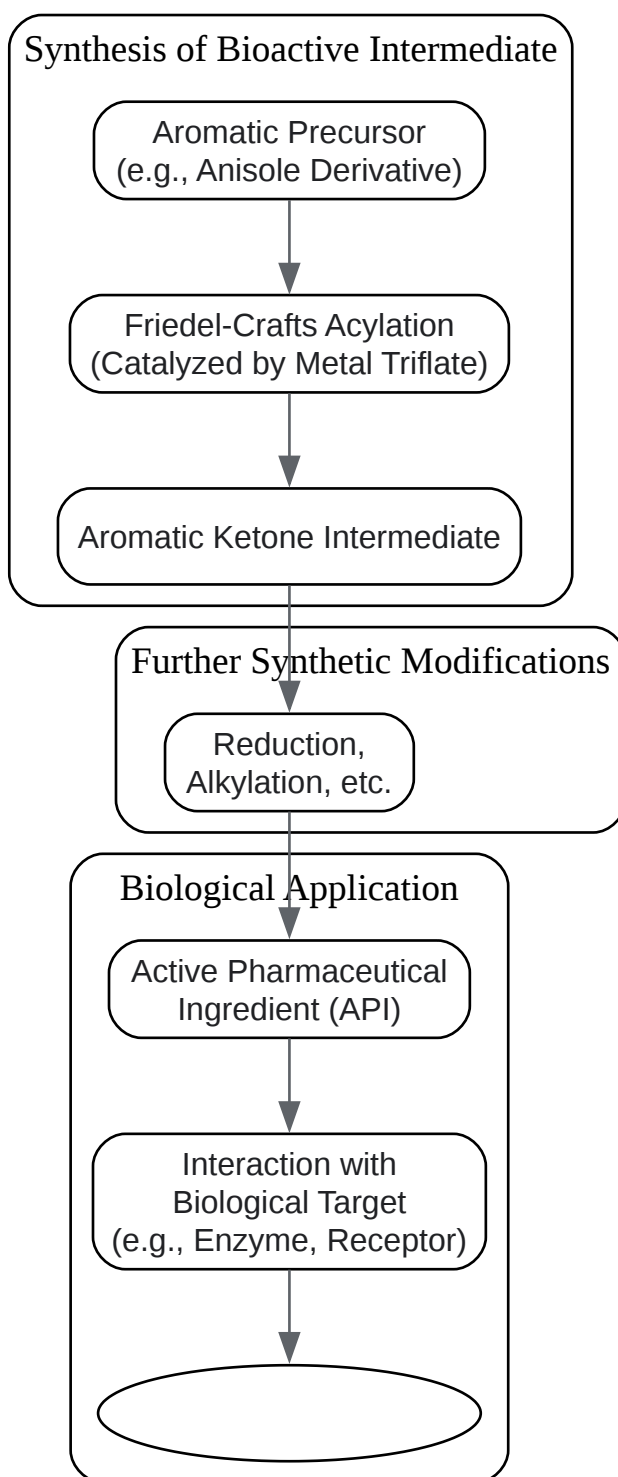 Synthesis of Bioactive Intermediate
Aromatic Precursor
(e.g., Anisole Derivative)
Friedel-Crafts Acylation
(Catalyzed by Metal Triflate)
Aromatic Ketone Intermediate
Further Synthetic Modifications
Reduction,
Alkylation, etc.
Biological Application
Active Pharmaceutical
Ingredient (API)
Interaction with
Biological Target
(e.g., Enzyme, Receptor)